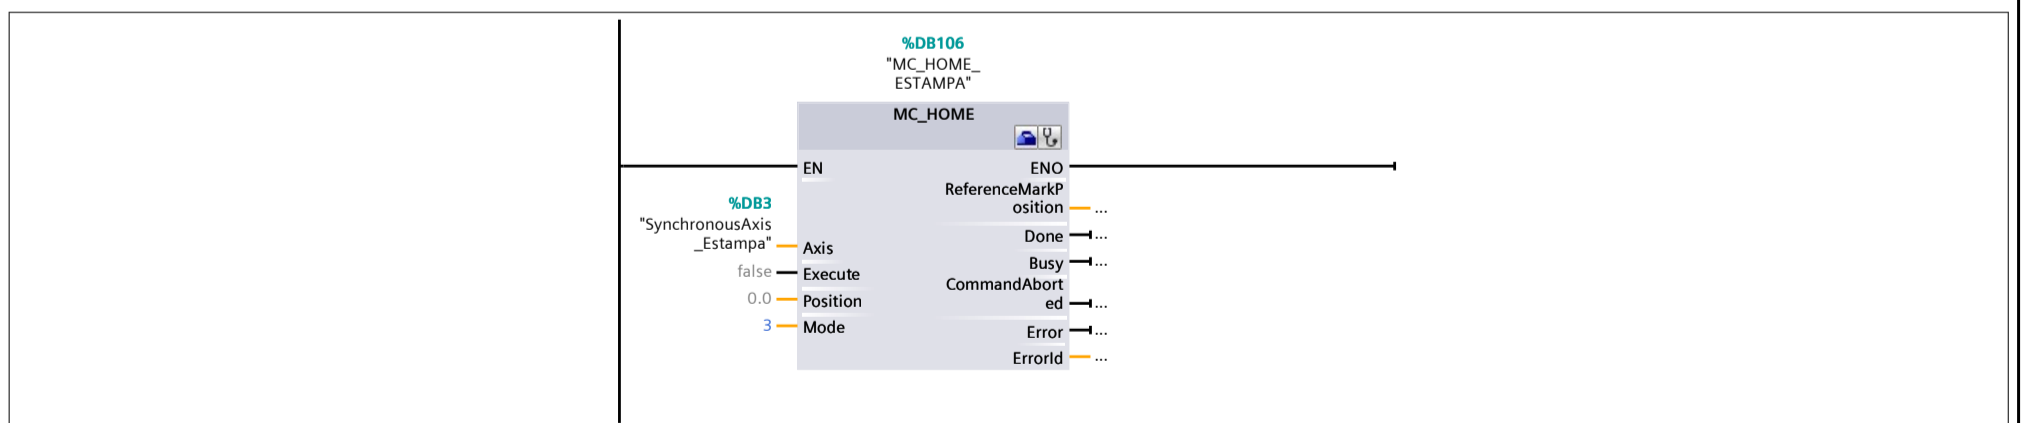 %DB106
"MC_HOME_
ESTAMPA"
MC_HOME
EN
ENO
ReferenceMarkP
osition
...
%DB3
"SynchronousAxis
_Estampa"
Axis
Done
...
false
Execute
Busy
...
0.0
Position
CommandAbort
ed
...
3
Mode
Error
...
ErrorId
...